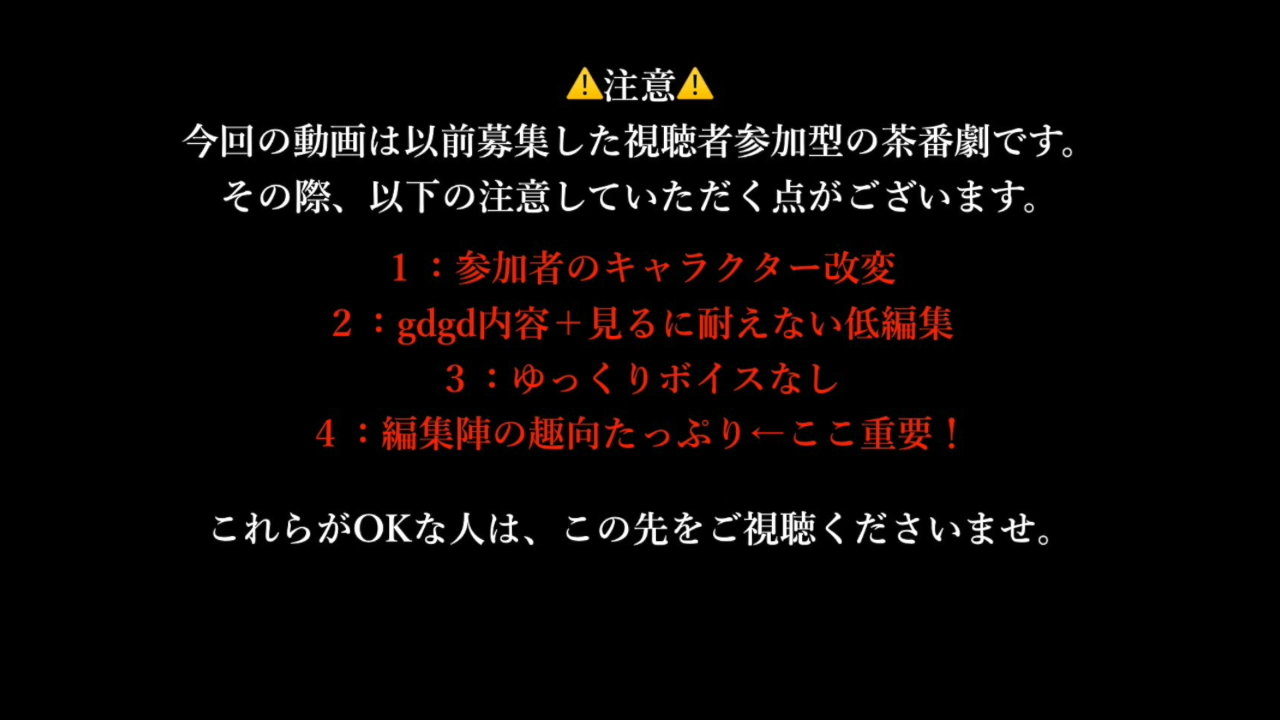 ⚠️注意⚠️
今回の動画は以前募集した視聴者参加型の茶番劇です。
その際、以下の注意していただく点がございます。
１：参加者のキャラクター改変
２：gdgd内容＋見るに耐えない低編集
３：ゆっくりボイスなし
４：編集陣の趣向たっぷり←ここ重要！
これらがOKな人は、この先をご視聴くださいませ。